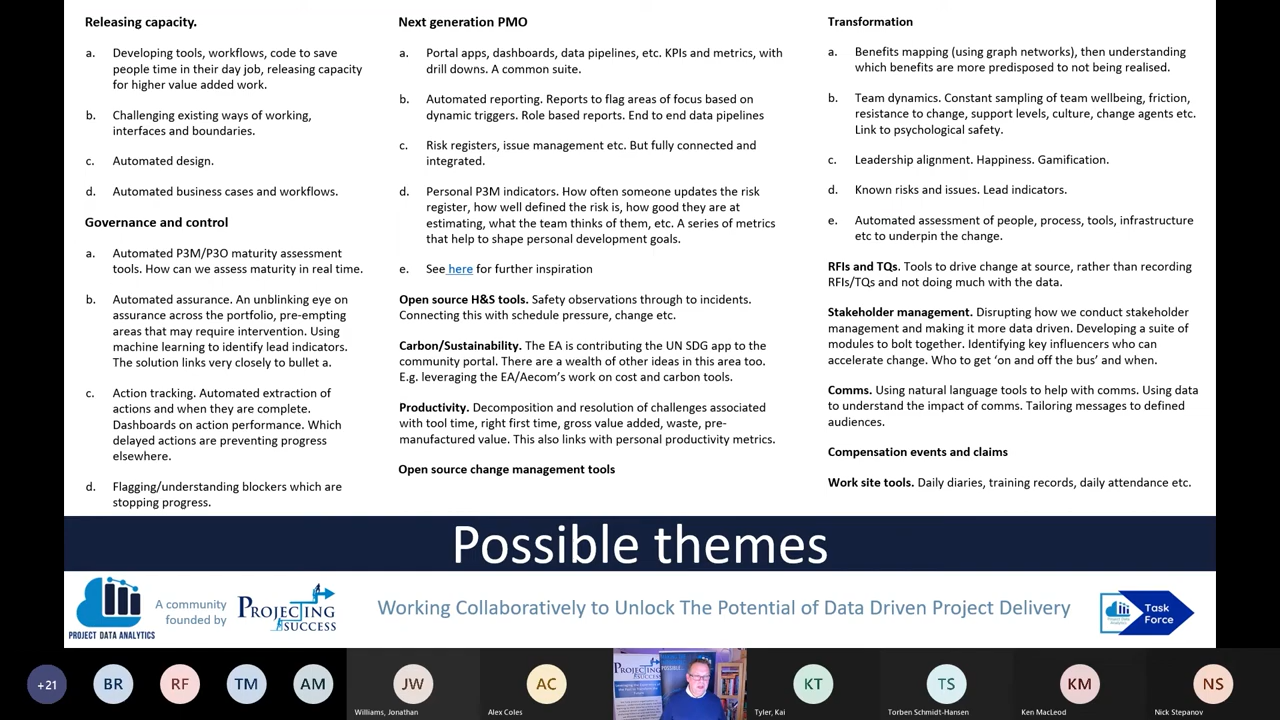 Releasing capacity.
a. Developing tools, workflows, code to save
people time in their day job, releasing capacity
for higher value added work.
b. Challenging existing ways of working,
interfaces and boundaries.
c. Automated design.
d. Automated business cases and workflows.
Governance and control
a. Automated P3M/P3O maturity assessment
tools. How can we assess maturity in real time.
b. Automated assurance. An unblinking eye on
assurance across the portfolio, pre-empting
areas that may require intervention. Using
machine learning to identify lead indicators.
The solution links very closely to bullet a.
c. Action tracking. Automated extraction of
actions and when they are complete.
Dashboards on action performance. Which
delayed actions are preventing progress
elsewhere.
d. Flagging/understanding blockers which are
stopping progress.
Next generation PMO
a. Portal apps, dashboards, data pipelines, etc. KPIs and metrics, with
drill downs. A common suite.
b. Automated reporting. Reports to flag areas of focus based on
dynamic triggers. Role based reports. End to end data pipelines
c. Risk registers, issue management etc. But fully connected and
integrated.
d. Personal P3M indicators. How often someone updates the risk
register, how well defined the risk is, how good they are at
estimating, what the team thinks of them, etc. A series of metrics
that help to shape personal development goals.
e. See here for further inspiration
Open source H&S tools. Safety observations through to incidents.
Connecting this with schedule pressure, change etc.
Carbon/Sustainability. The EA is contributing the UN SDG app to the
community portal. There are a wealth of other ideas in this area too.
E.g. leveraging the EA/Aecom's work on cost and carbon tools.
Productivity. Decomposition and resolution of challenges associated
with tool time, right first time, gross value added, waste, pre-
manufactured value. This also links with personal productivity metrics.
Open source change management tools
Transformation
a. Benefits mapping (using graph networks), then understanding
which benefits are more predisposed to not being realised.
b. Team dynamics. Constant sampling of team wellbeing, friction,
resistance to change, support levels, culture, change agents etc.
Link to psychological safety.
c. Leadership alignment. Happiness. Gamification.
d. Known risks and issues. Lead indicators.
e. Automated assessment of people, process, tools, infrastructure
etc to underpin the change.
RFIs and TQs. Tools to drive change at source, rather than recording
RFIs/TQs and not doing much with the data.
Stakeholder management. Disrupting how we conduct stakeholder
management and making it more data driven. Developing a suite of
modules to bolt together. Identifying key influencers who can
accelerate change. Who to get 'on and off the bus' and when.
Comms. Using natural language tools to help with comms. Using data
to understand the impact of comms. Tailoring messages to defined
audiences.
Compensation events and claims
Work site tools. Daily diaries, training records, daily attendance etc.
Possible themes
PROJECT DATA ANALYTICS
A community
founded by
PROJECTING
SUCCESS
Working Collaboratively to Unlock The Potential of Data Driven Project Delivery
Task
Force
+21
BR
RF
TM
AM
JW
Williams, Jonathan
AC
Alex Coles
KT
Tyler, Kai
TS
Torben Schmidt-Hansen
KM
Ken MacLeod
NS
Nick Stepanov